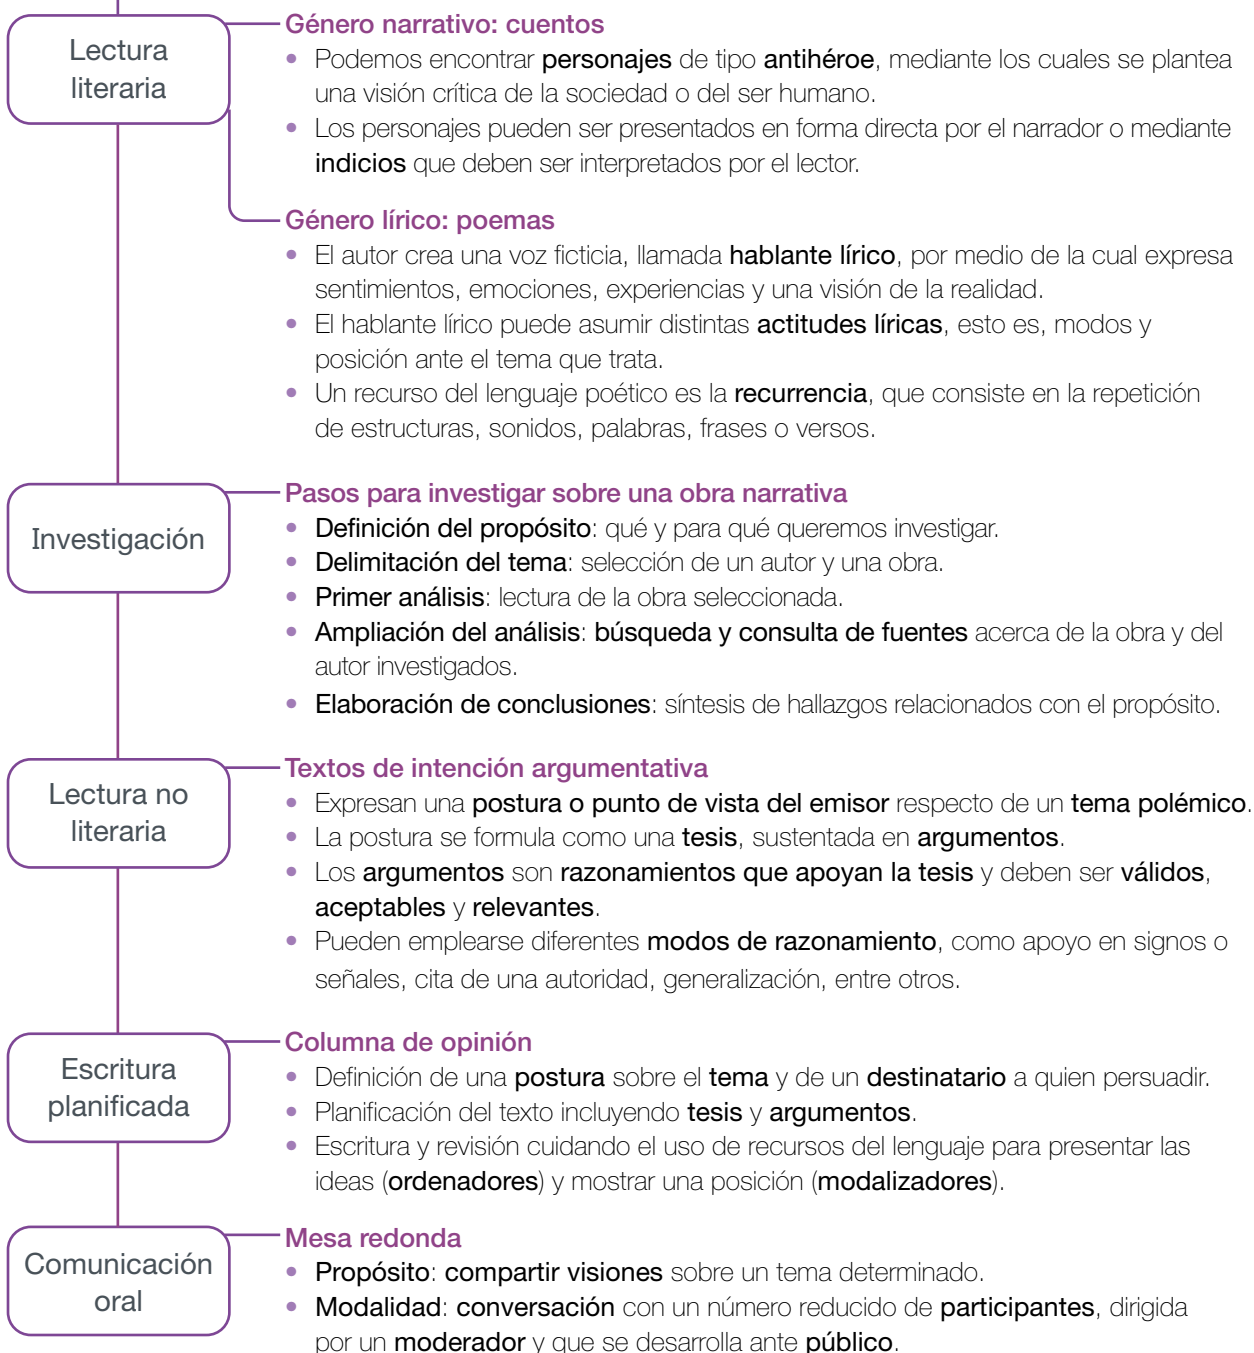 Lectura
literaria
Género narrativo: cuentos
• Podemos encontrar personajes de tipo antihéroe, mediante los cuales se plantea
una visión crítica de la sociedad o del ser humano.
• Los personajes pueden ser presentados en forma directa por el narrador o mediante
indicios que deben ser interpretados por el lector.
Género lírico: poemas
• El autor crea una voz ficticia, llamada hablante lírico, por medio de la cual expresa
sentimientos, emociones, experiencias y una visión de la realidad.
• El hablante lírico puede asumir distintas actitudes líricas, esto es, modos y
posición ante el tema que trata.
• Un recurso del lenguaje poético es la recurrencia, que consiste en la repetición
de estructuras, sonidos, palabras, frases o versos.
Investigación
Pasos para investigar sobre una obra narrativa
• Definición del propósito: qué y para qué queremos investigar.
• Delimitación del tema: selección de un autor y una obra.
• Primer análisis: lectura de la obra seleccionada.
• Ampliación del análisis: búsqueda y consulta de fuentes acerca de la obra y del
autor investigados.
• Elaboración de conclusiones: síntesis de hallazgos relacionados con el propósito.
Lectura no
literaria
Textos de intención argumentativa
• Expresan una postura o punto de vista del emisor respecto de un tema polémico.
• La postura se formula como una tesis, sustentada en argumentos.
• Los argumentos son razonamientos que apoyan la tesis y deben ser válidos,
aceptables y relevantes.
• Pueden emplearse diferentes modos de razonamiento, como apoyo en signos o
señales, cita de una autoridad, generalización, entre otros.
Escritura
planificada
Columna de opinión
• Definición de una postura sobre el tema y de un destinatario a quien persuadir.
• Planificación del texto incluyendo tesis y argumentos.
• Escritura y revisión cuidando el uso de recursos del lenguaje para presentar las
ideas (ordenadores) y mostrar una posición (modalizadores).
Comunicación
oral
Mesa redonda
• Propósito: compartir visiones sobre un tema determinado.
• Modalidad: conversación con un número reducido de participantes, dirigida
por un moderador y que se desarrolla ante público.